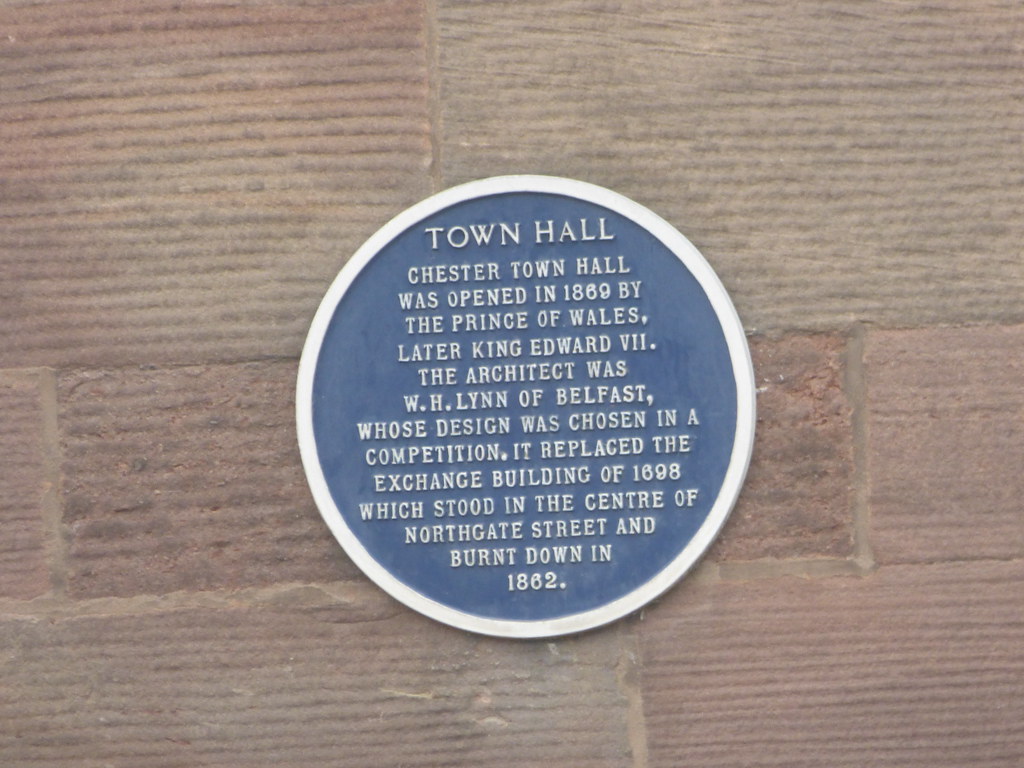 TOWN HALL
CHESTER TOWN HALL
WAS OPENED IN 1869 BY
THE PRINCE OF WALES,
LATER KING EDWARD VII.
THE ARCHITECT WAS
W.H.LYNN OF BELFAST,
WHOSE DESIGN WAS CHOSEN IN A
COMPETITION. IT REPLACED THE
EXCHANGE BUILDING OF 1698
WHICH STOOD IN THE CENTRE OF
NORTHGATE STREET AND
BURNT DOWN IN
1862.